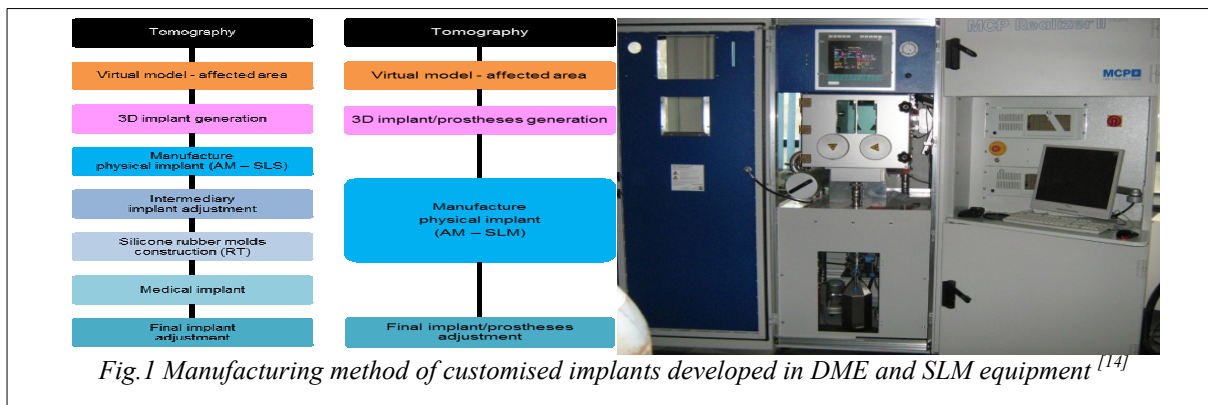 Tomography
Virtual model - affected area
3D implant generation
Manufacture
physical implant (AM – SLS)
Intermediary
implant adjustment
Silicone rubber molds
construction (RT)
Medical implant
Final implant
adjustment
Tomography
Virtual model - affected area
3D implant/prostheses generation
Manufacture
physical implant
(AM – SLM)
Final implant/prostheses
adjustment
MCP Realizer II
MCP
Fig.1 Manufacturing method of customised implants developed in DME and SLM equipment [14]